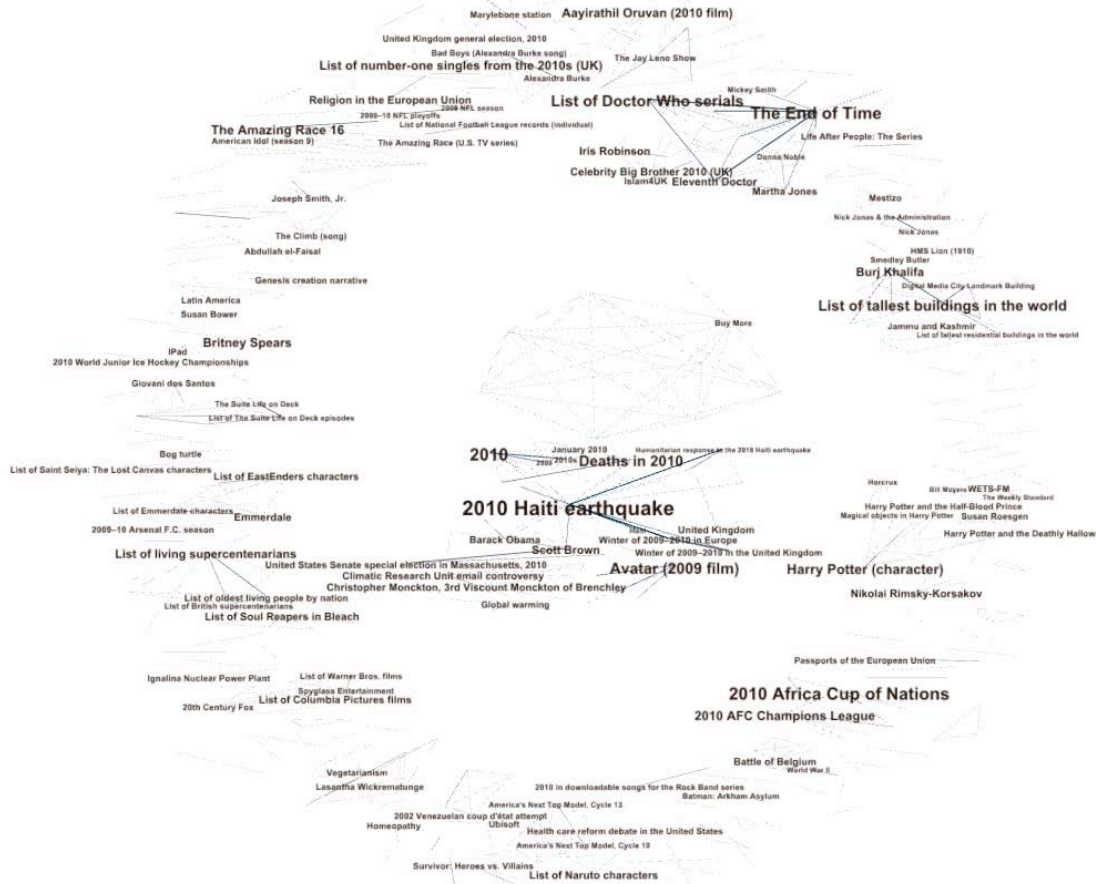 Marylebone station
Aayirathil Oruvan (2010 film)
United Kingdom general election, 2010
Bad Boys (Alexandra Burke song)
The Jay Leno Show
List of number-one singles from the 2010s (UK)
Alexandra Burke
Mickey Smith
Religion in the European Union
List of Doctor Who serials
2009 NFL season
The End of Time
2009–10 NFL playoffs
List of National Football League records (individual)
The Amazing Race 16
Life After People: The Series
American Idol (season 9)
The Amazing Race (U.S. TV series)
Iris Robinson
Donna Noble
Celebrity Big Brother 2010 (UK)
Islam4UK
Eleventh Doctor
Martha Jones
Joseph Smith, Jr.
Mestizo
Nick Jonas & the Administration
Nick Jonas
The Climb (song)
Abdullah el-Faisal
HMS Lion (1910)
Smedley Butler
Burj Khalifa
Genesis creation narrative
Digital Media City Landmark Building
Latin America
List of tallest buildings in the world
Susan Bower
Buy More
Jammu and Kashmir
List of tallest residential buildings in the world
Britney Spears
IPad
2010 World Junior Ice Hockey Championships
Giovani dos Santos
The Suite Life on Deck
List of The Suite Life on Deck episodes
Bog turtle
2010
January 2010
Humanitarian response to the 2010 Haiti earthquake
2009
2010s
Deaths in 2010
List of Saint Seiya: The Lost Canvas characters
List of EastEnders characters
Horcrux
Bill Moyers
WETS-FM
The Weekly Standard
List of Emmerdale characters
Emmerdale
2010 Haiti earthquake
Harry Potter and the Half-Blood Prince
Magical objects in Harry Potter
Susan Roesgen
2009–10 Arsenal F.C. season
Haiti
United Kingdom
Harry Potter and the Deathly Hallow
Barack Obama
Winter of 2009–2010 in Europe
List of living supercentenarians
Scott Brown
Winter of 2009–2010 in the United Kingdom
United States Senate special election in Massachusetts, 2010
Avatar (2009 film)
Harry Potter (character)
Climatic Research Unit email controversy
Christopher Monckton, 3rd Viscount Monckton of Brenchley
Nikolai Rimsky-Korsakov
List of oldest living people by nation
List of British supercentenarians
Global warming
List of Soul Reapers in Bleach
Passports of the European Union
Ignalina Nuclear Power Plant
List of Warner Bros. films
Spyglass Entertainment
List of Columbia Pictures films
20th Century Fox
2010 Africa Cup of Nations
2010 AFC Champions League
Battle of Belgium
World War II
Vegetarianism
Lasantha Wickrematunge
2010 in downloadable songs for the Rock Band series
Batman: Arkham Asylum
America's Next Top Model, Cycle 13
2002 Venezuelan coup d'état attempt
Homeopathy
Ubisoft
Health care reform debate in the United States
America's Next Top Model, Cycle 10
Survivor: Heroes vs. Villains
List of Naruto characters